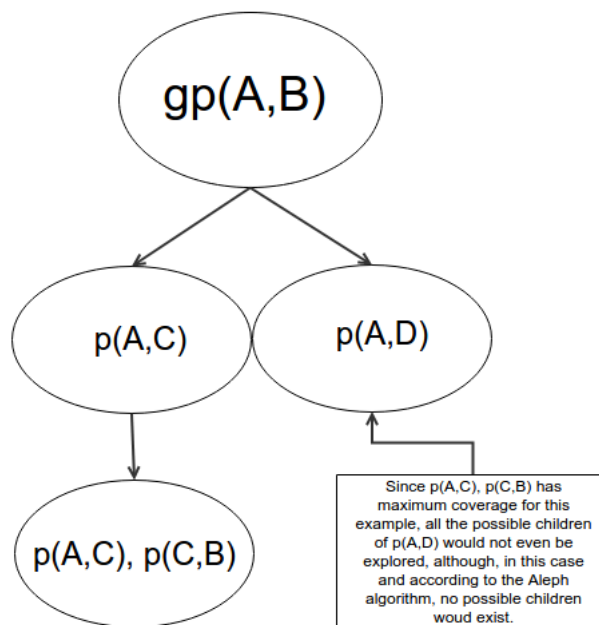 gp(A,B)
p(A,C)
p(A,D)
p(A,C), p(C,B)
Since p(A,C), p(C,B) has
maximum coverage for this
example, all the possible children
of p(A,D) would not even be
explored, although, in this case
and according to the Aleph
algorithm, no possible children
woud exist.